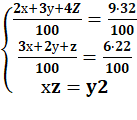 2x+3y+4Z/100 = 9·32/100
3x+2y+z/100 = 6·22/100
xz = y2